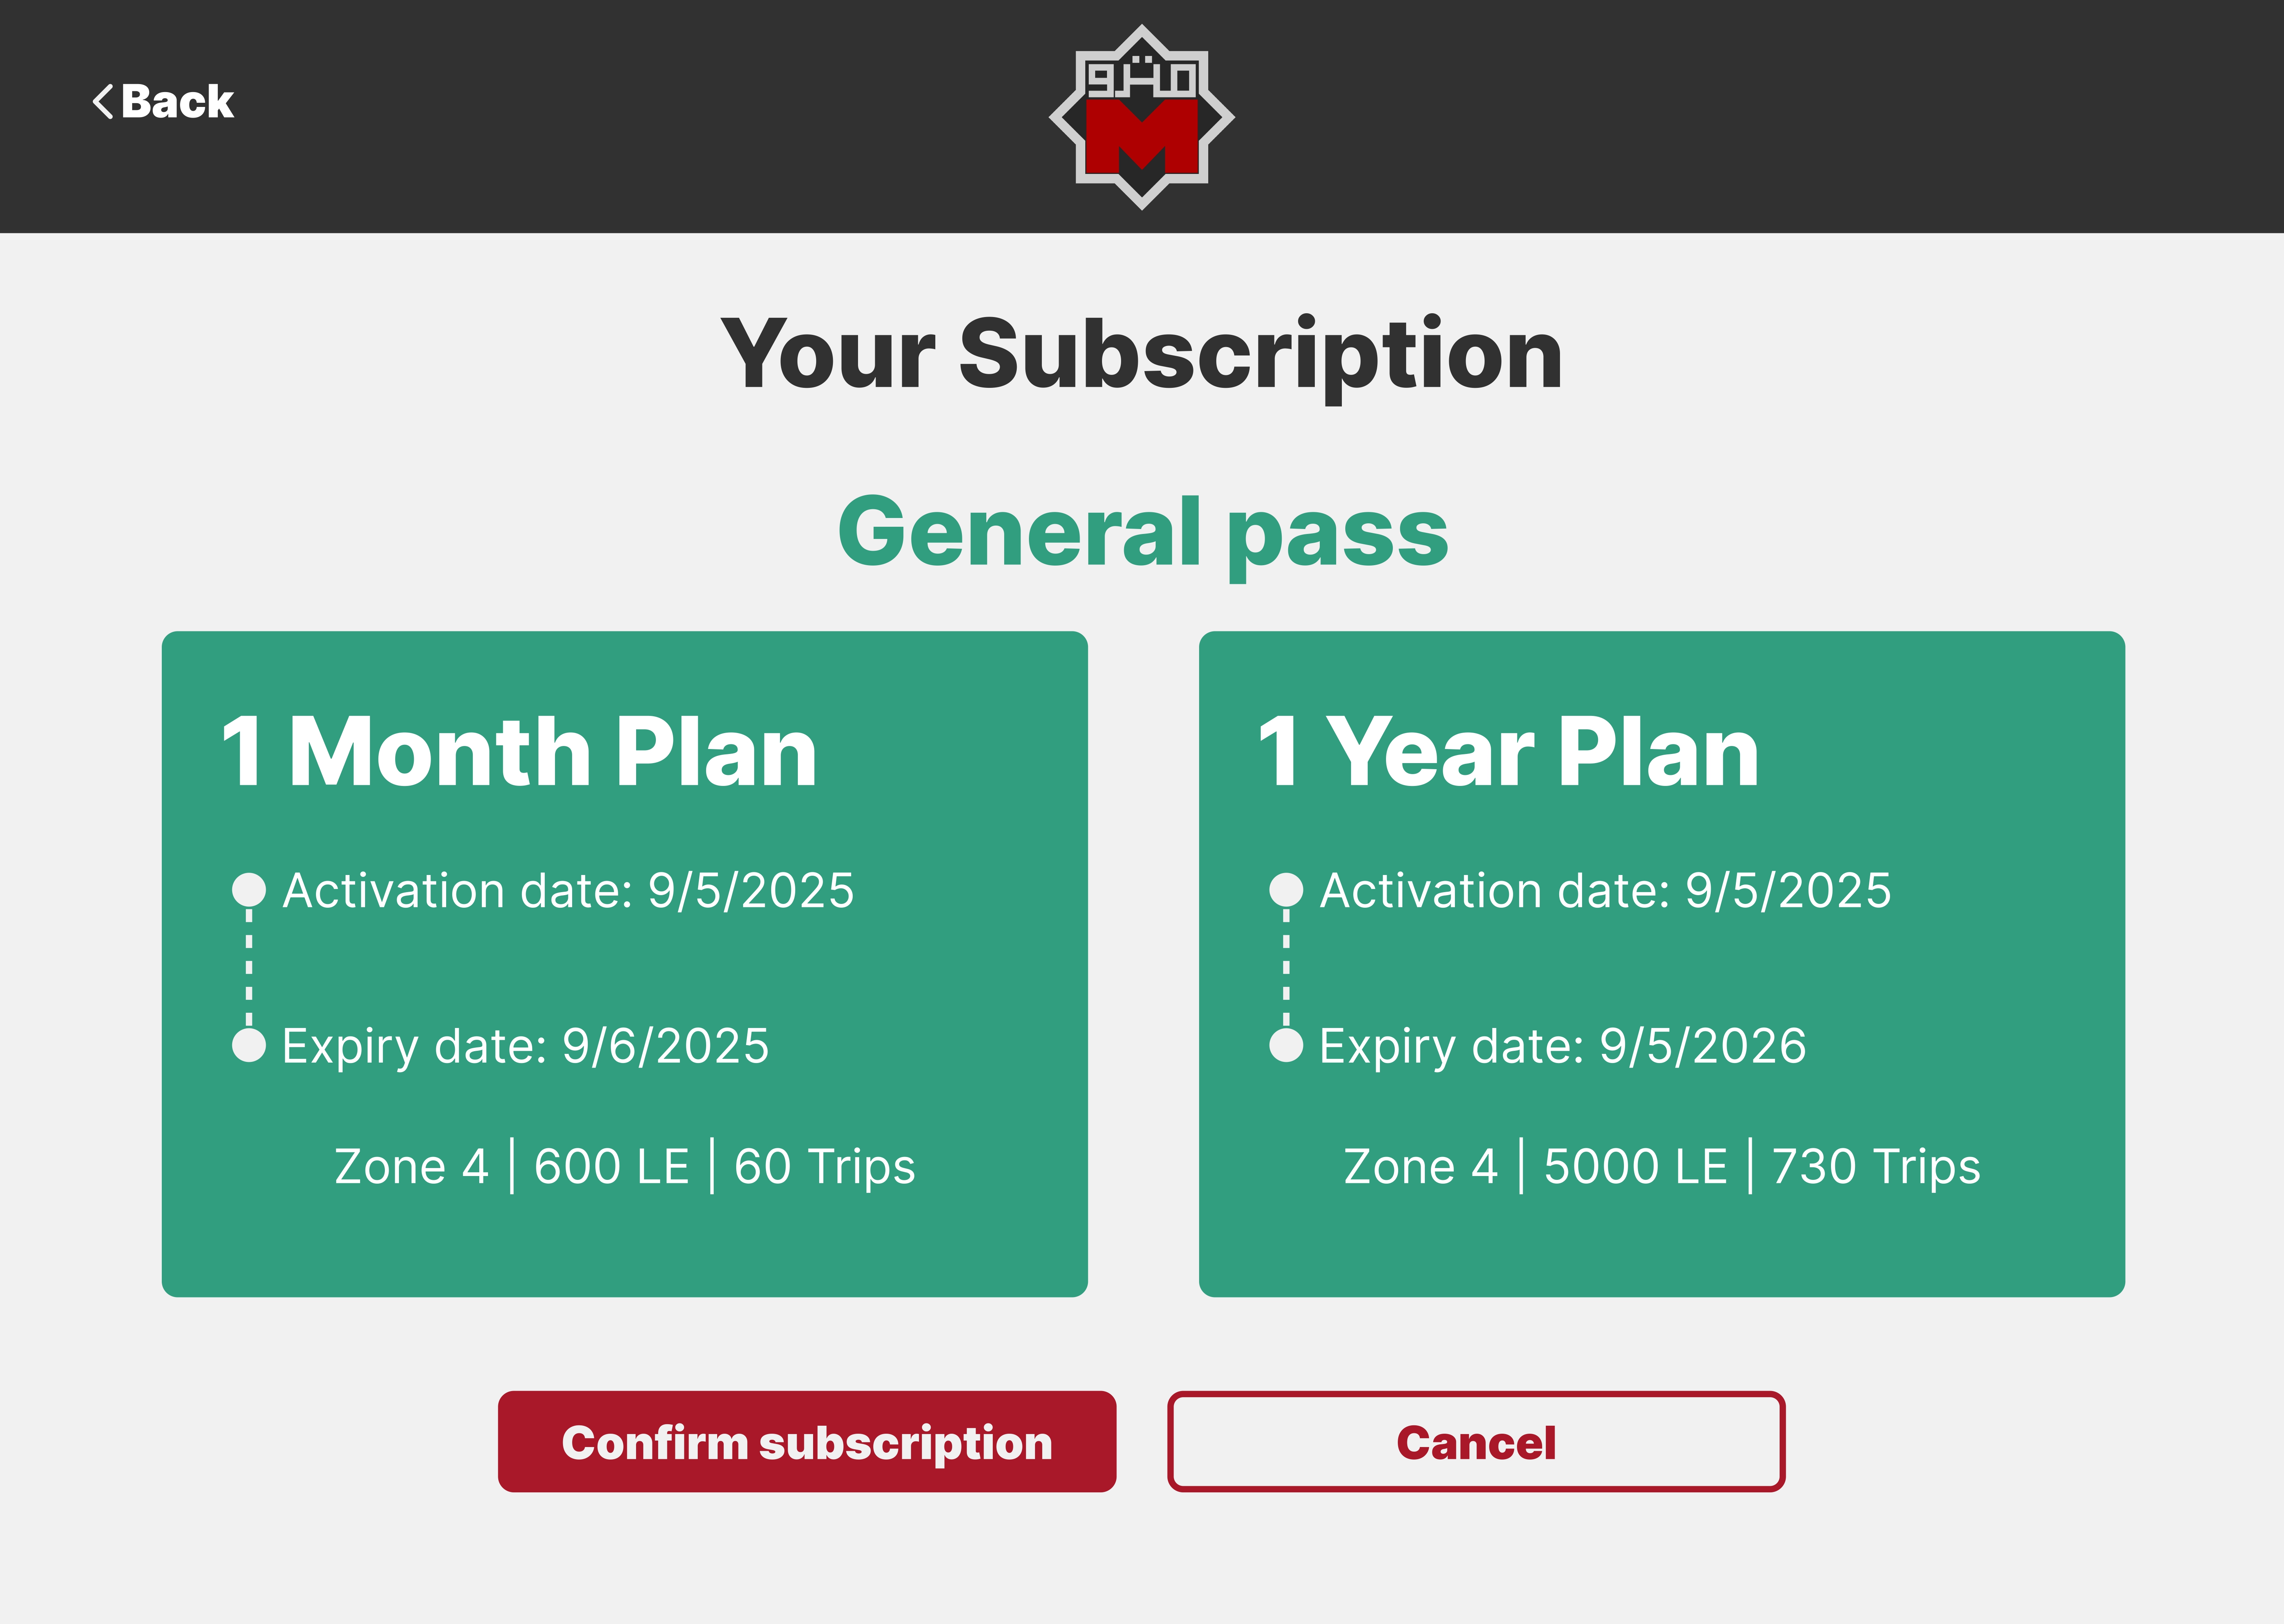 Back
مترو
M
Your Subscription
General pass
1 Month Plan
Activation date: 9/5/2025
Expiry date: 9/6/2025
Zone 4 | 600 LE | 60 Trips
1 Year Plan
Activation date: 9/5/2025
Expiry date: 9/5/2026
Zone 4 | 5000 LE | 730 Trips
Confirm subscription
Cancel